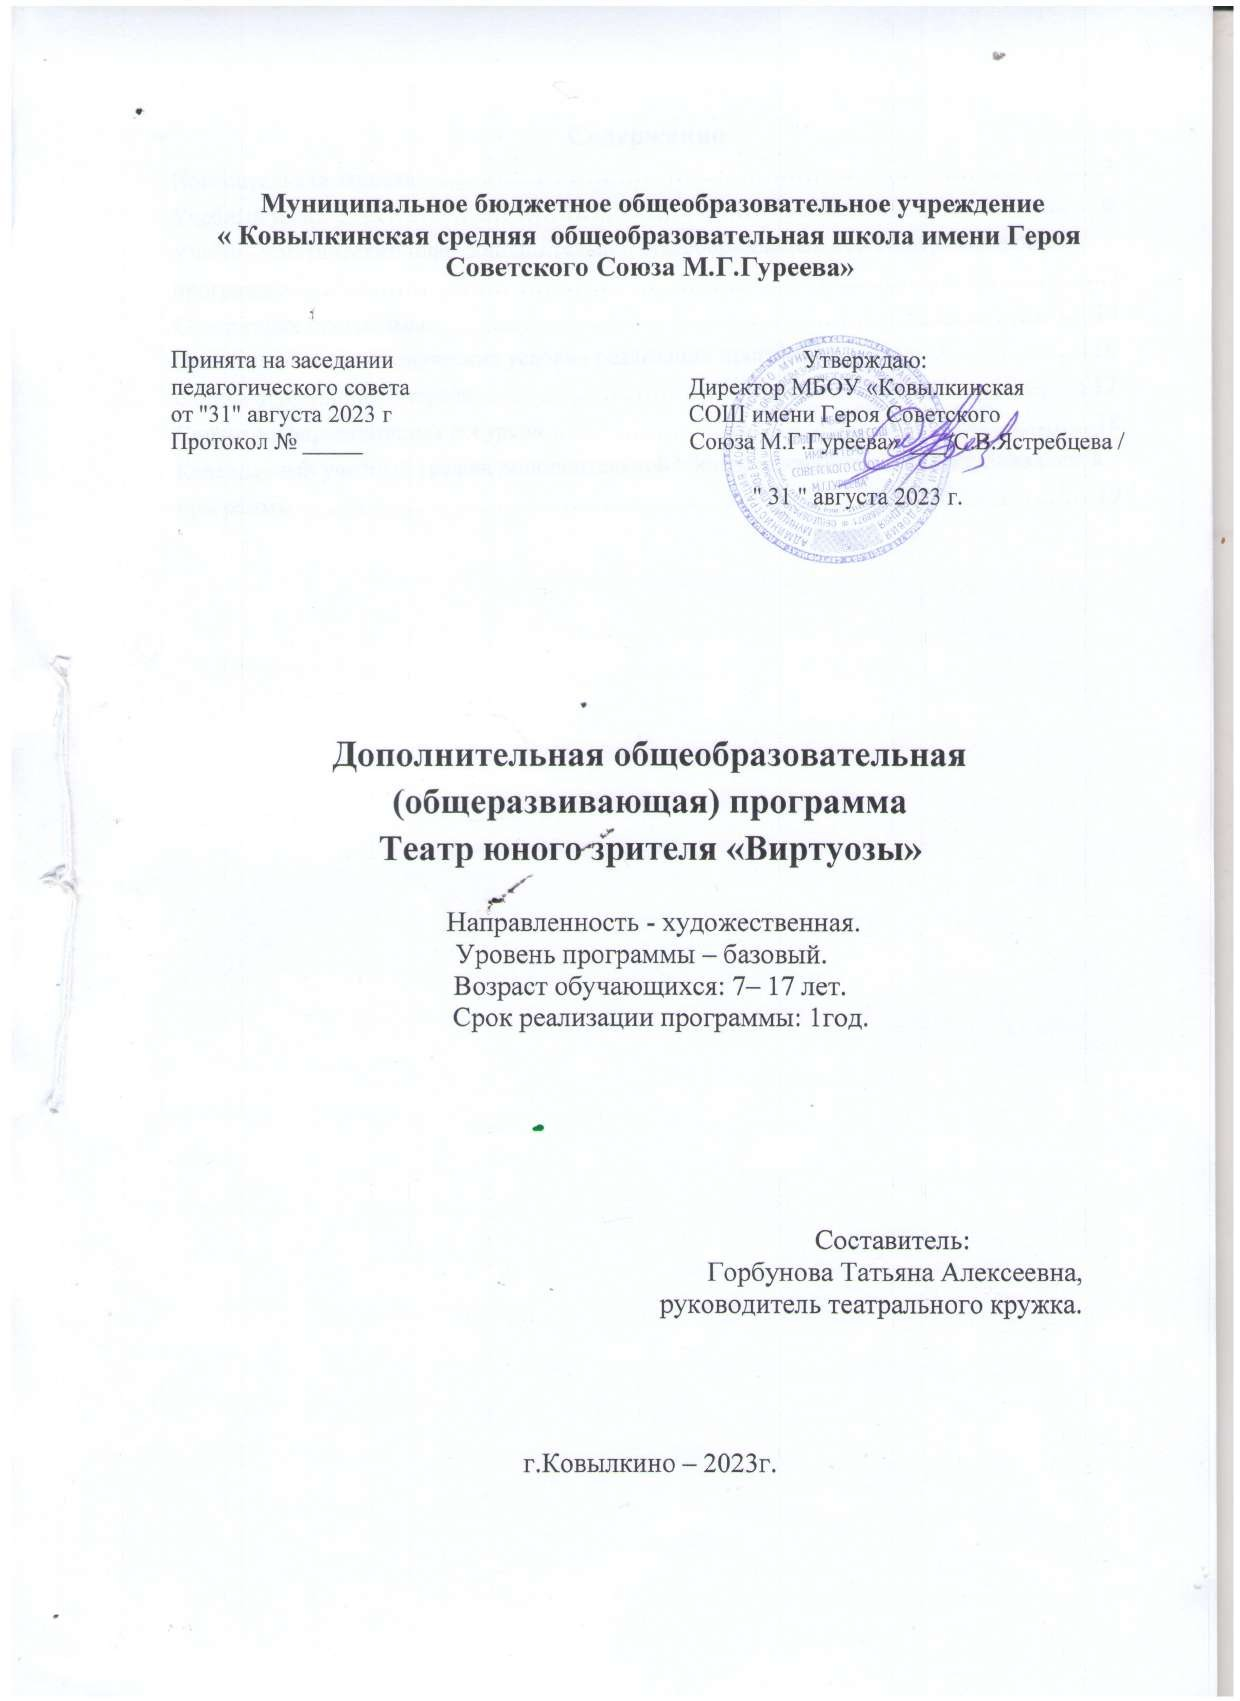 Муниципальное бюджетное общеобразовательное учреждение
« Ковылкинская средняя общеобразовательная школа имени Героя
Советского Союза М.Г.Гуреева»
Принята на заседании
педагогического совета
от "31" августа 2023 г
Протокол № _____
Утверждаю:
Директор МБОУ «Ковылкинская
СОШ имени Героя Советского
Союза М.Г.Гуреева» /С.В.Ястребцева /
" 31 " августа 2023 г.
Дополнительная общеобразовательная
(общеразвивающая) программа
Театр юного зрителя «Виртуозы»
Направленность - художественная.
Уровень программы – базовый.
Возраст обучающихся: 7– 17 лет.
Срок реализации программы: 1год.
Составитель:
Горбунова Татьяна Алексеевна,
руководитель театрального кружка.
г.Ковылкино – 2023г.